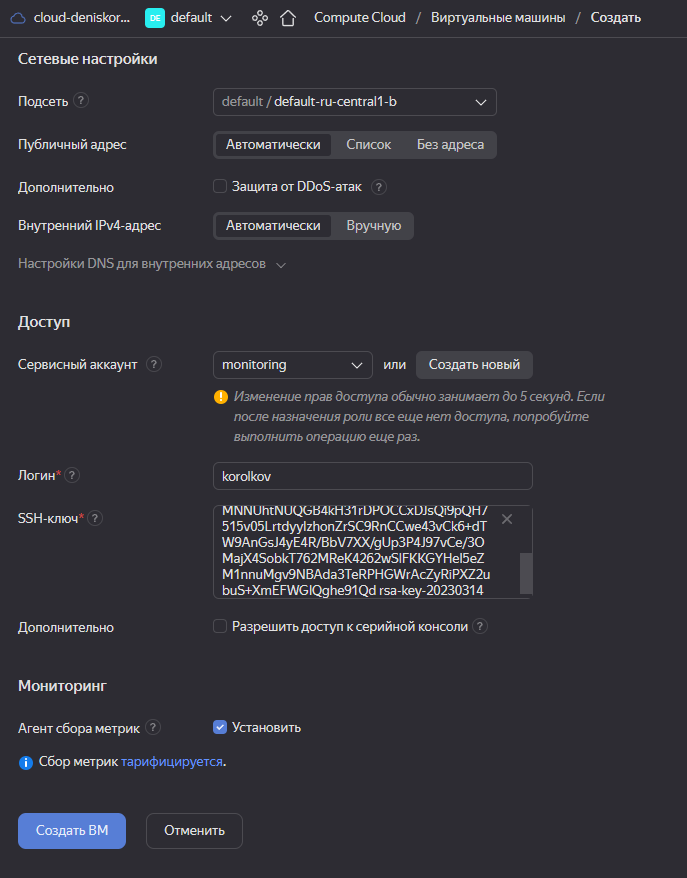 cloud-deniskor... DE default Compute Cloud / Виртуальные машины / Создать
Сетевые настройки
Подсеть ? default / default-ru-central1-b
Публичный адрес Автоматически Список Без адреса
Дополнительно Защита от DDoS-атак ?
Внутренний IPv4-адрес Автоматически Вручную
Настройки DNS для внутренних адресов
Доступ
Сервисный аккаунт ? monitoring или Создать новый
! Изменение прав доступа обычно занимает до 5 секунд. Если
после назначения роли все еще нет доступа, попробуйте
выполнить операцию еще раз.
Логин* ? korolkov
SSH-ключ* ? MNNUhtNUQGB4kH31rDPOCCxDJsQi9pQH7
515v05LrtdyyIzhonZrSC9RnCCwe43vCk6+dT
W9AnGsJ4yE4R/BbV7XX/gUp3P4J97vCe/3O
MajX4SobkT762MReK4262wSlFKKGYHel5eZ
M1nnuMgv9NBAda3TeRPHGWrAcZyRiPXZ2u
buS+XmEFWGlQghe91Qd rsa-key-20230314
Дополнительно Разрешить доступ к серийной консоли ?
Мониторинг
Агент сбора метрик ? Установить
i Сбор метрик тарифицируется.
Создать ВМ Отменить